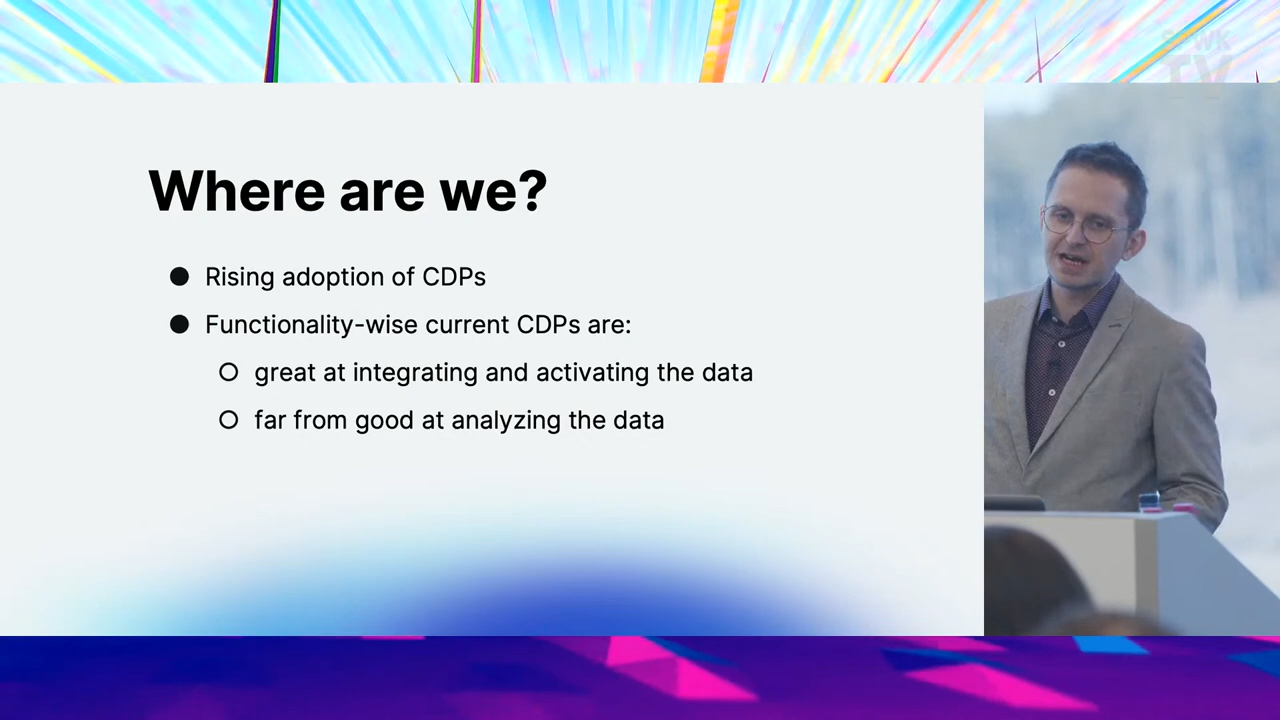 Where are we?
● Rising adoption of CDPs
● Functionality-wise current CDPs are:
○ great at integrating and activating the data
○ far from good at analyzing the data
TV